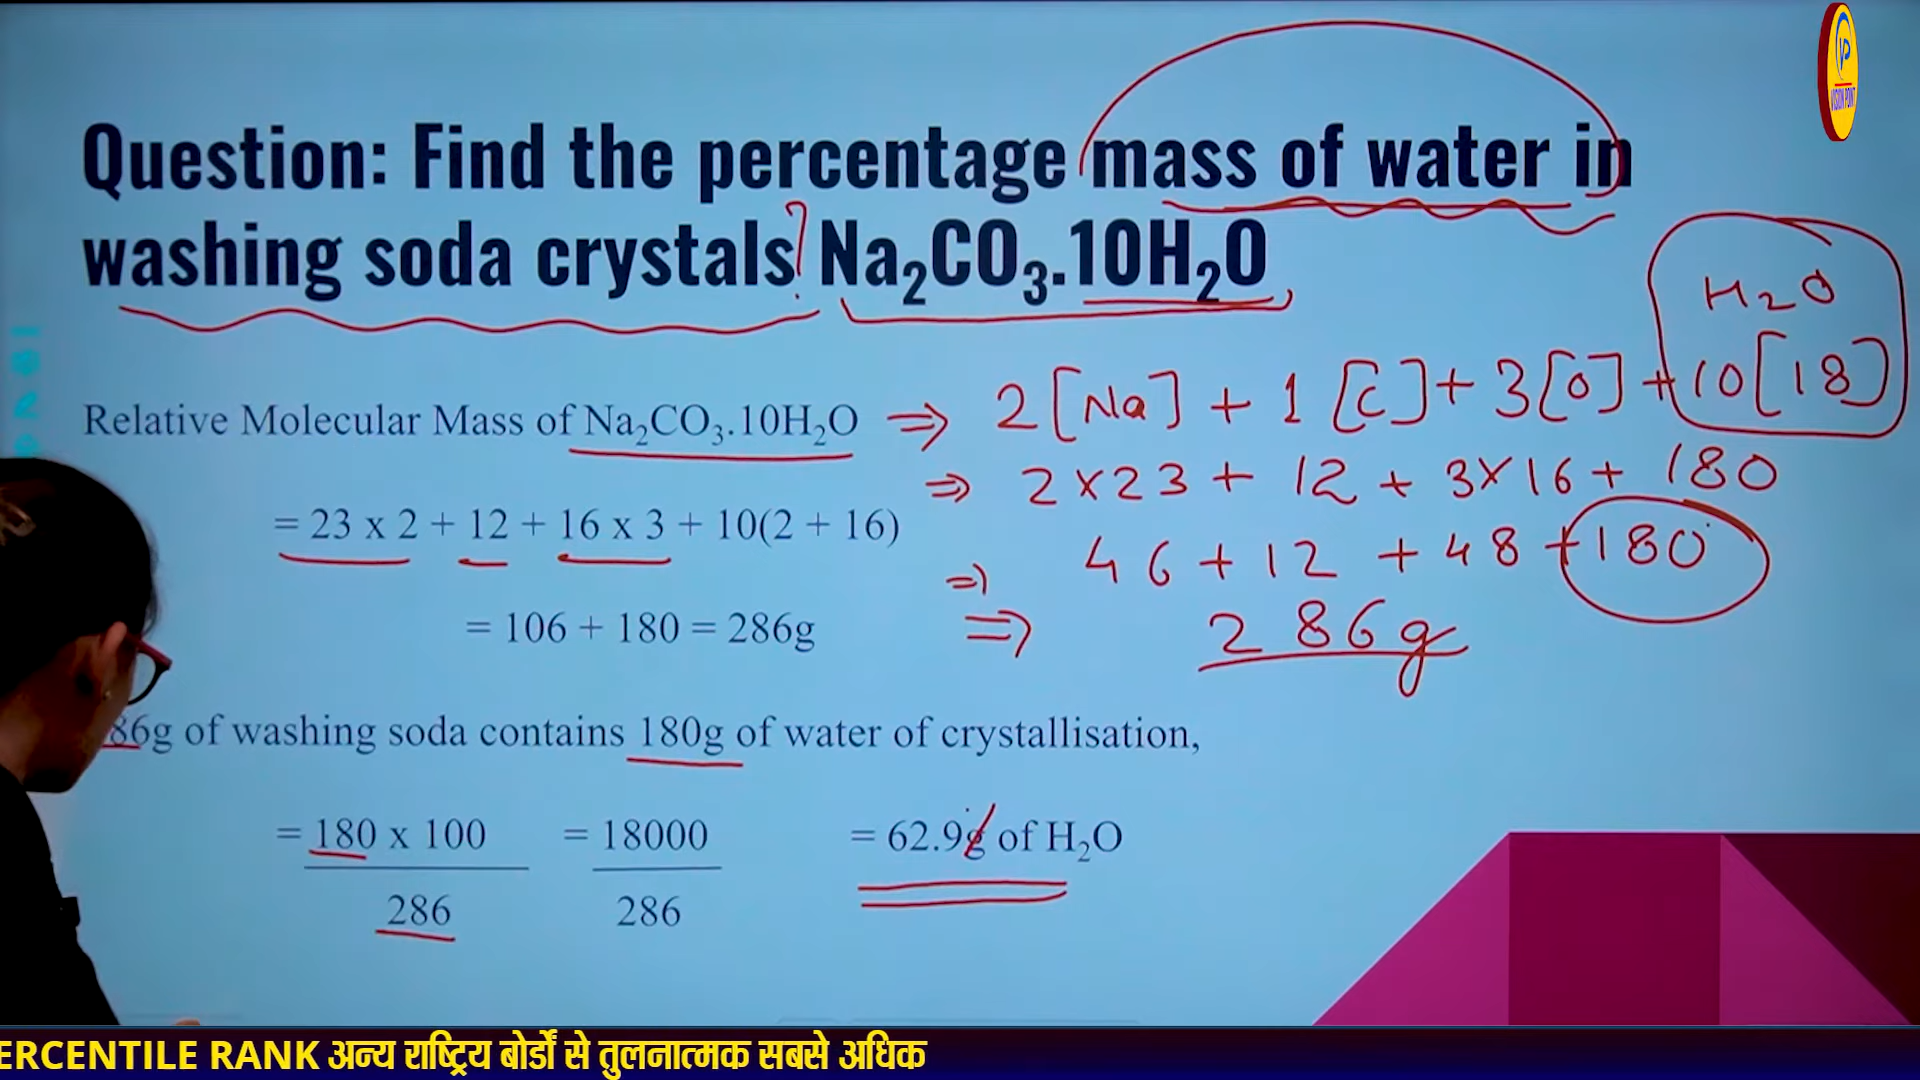 Question: Find the percentage mass of water in
washing soda crystals? Na₂CO₃.10H₂O
H₂O
Relative Molecular Mass of Na₂CO₃.10H₂O ⇒ 2[Na] + 1[C] + 3[O] + 10[18]
⇒ 2×23 + 12 + 3×16 + 180
= 23 x 2 + 12 + 16 x 3 + 10(2 + 16)
⇒ 46 + 12 + 48 + 180
= 106 + 180 = 286g
⇒ 286g
86g of washing soda contains 180g of water of crystallisation,
= 180 x 100 = 18000 = 62.9g of H₂O
286 286
VISION POINT
ERCENTILE RANK अन्य राष्ट्रिय बोर्डों से तुलनात्मक सबसे अधिक